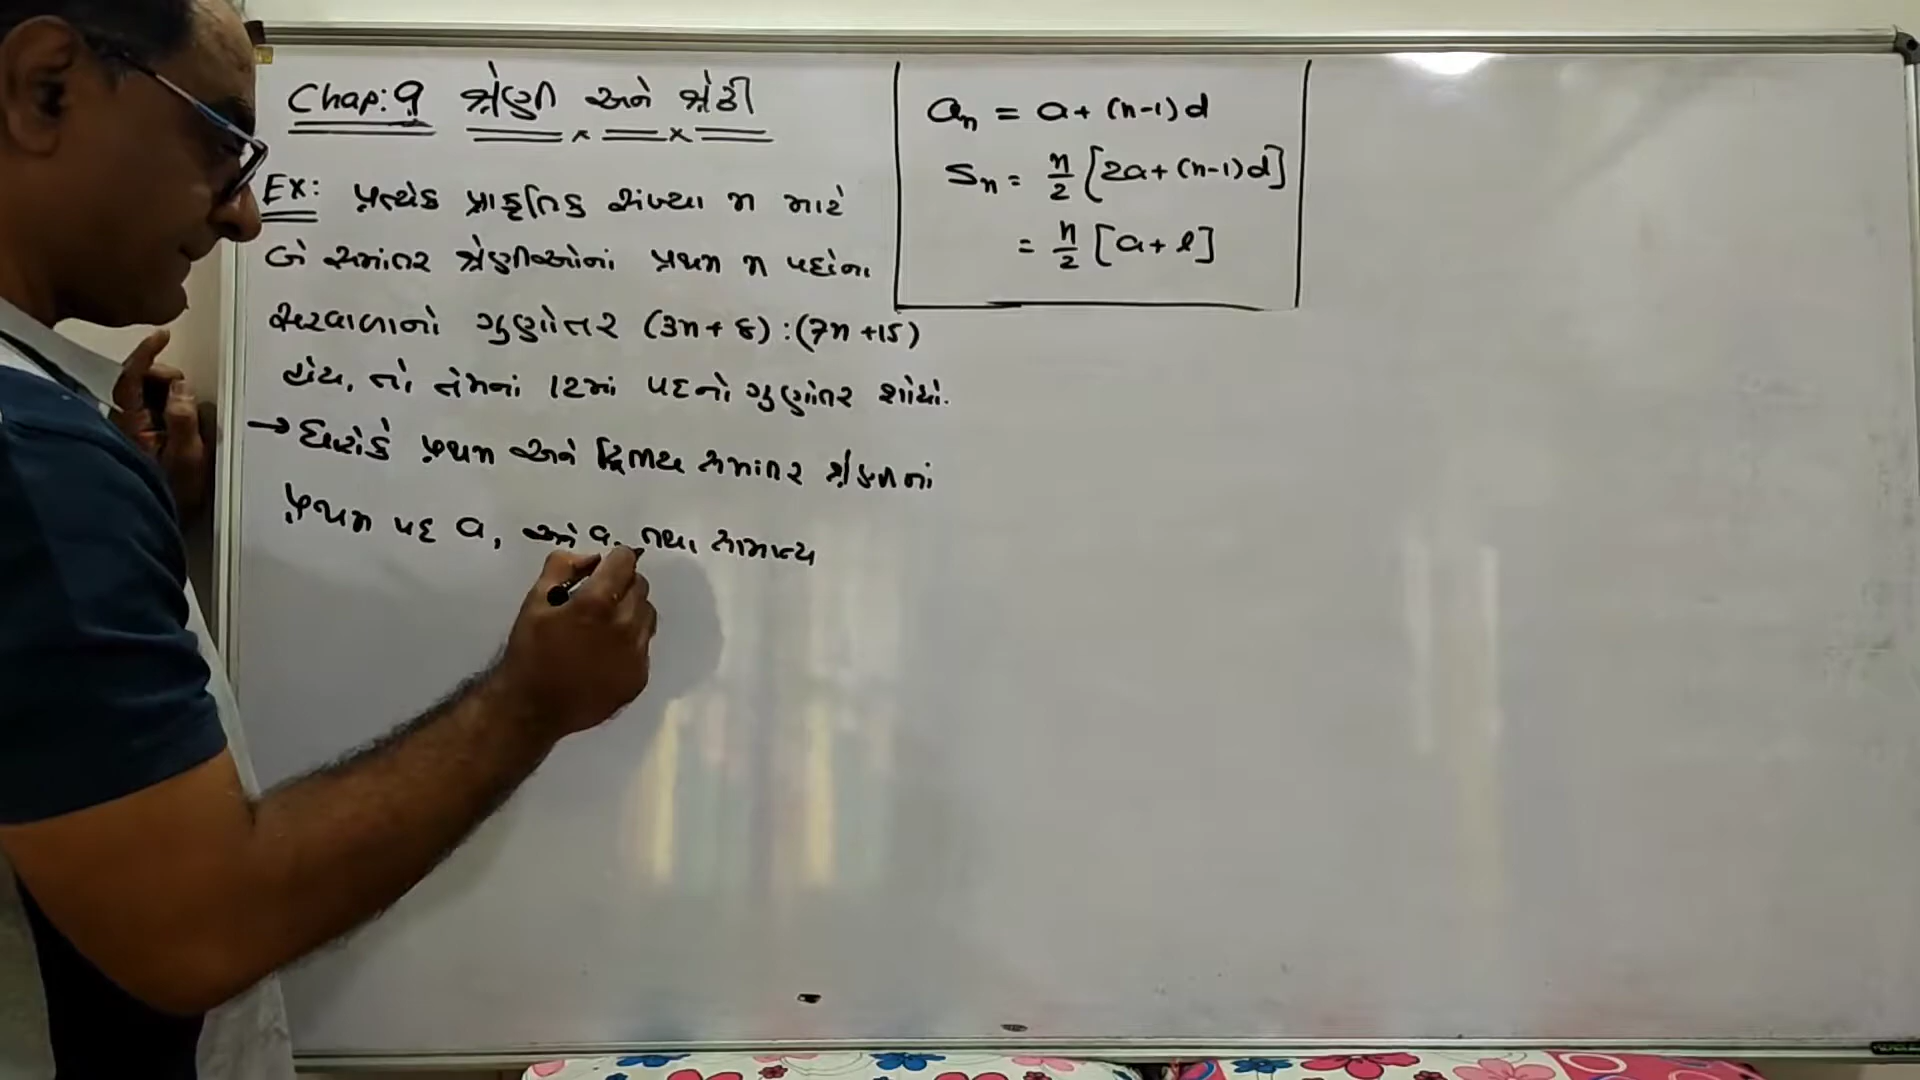 Chap: 9 શ્રેણી અને શ્રેઢી
Ex: પ્રત્યેક પ્રાકૃતિક સંખ્યા n માટે
બે સમાંતર શ્રેણીઓનાં પ્રથમ n પદોના
સરવાળાનો ગુણોત્તર (3n+8):(7n+15)
હોય, તો તેમનાં 12માં પદનો ગુણોત્તર શોધો.
→ ધારોકે પ્રથમ અને દ્વિતીય સમાંતર
પ્રથમ પદ a, અને a તથા સામાન્ય
aₙ = a + (n-1)d
Sₙ = n/2 [2a + (n-1)d]
= n/2 [a + l]